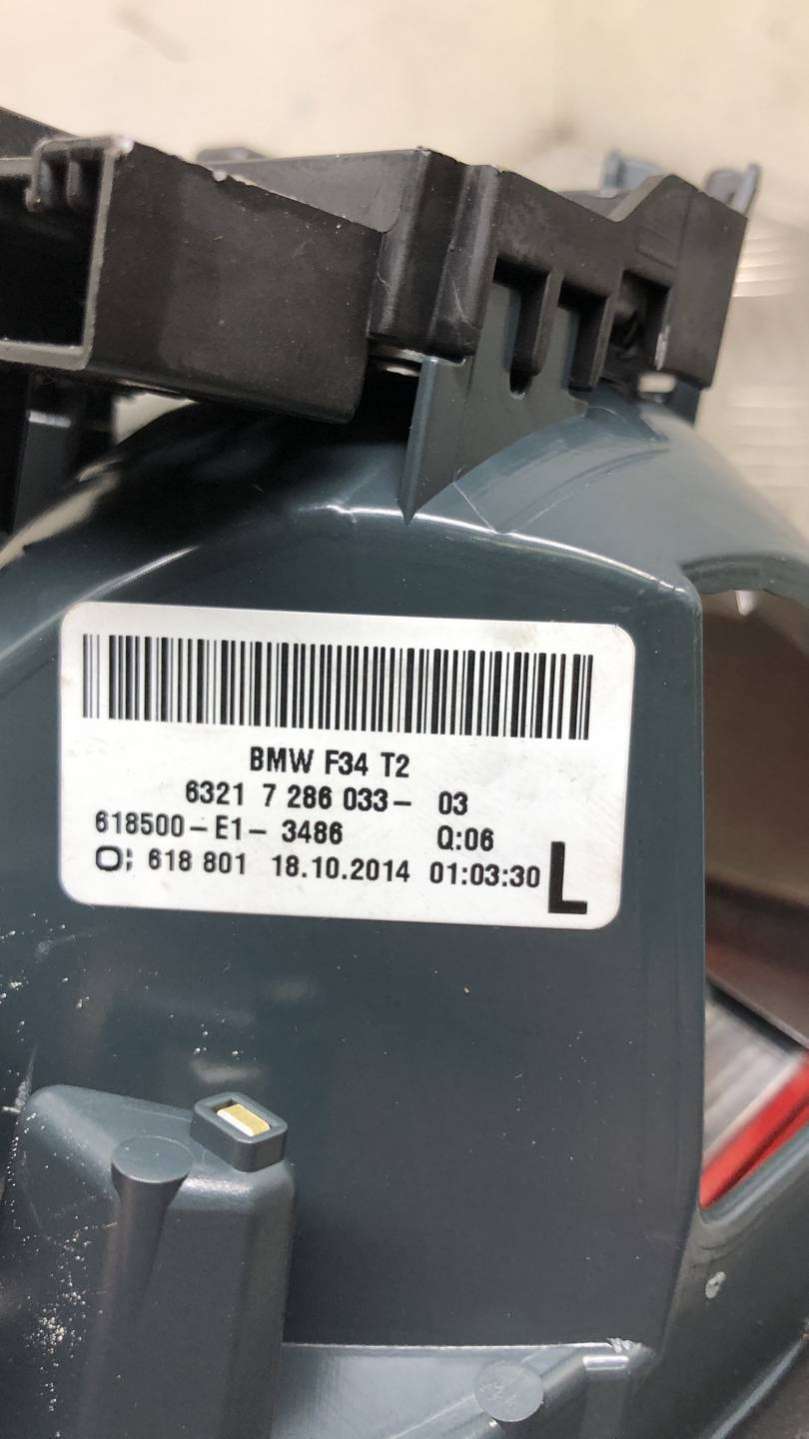 BMW F34 T2
6321 7 286 033- 03
618500-E1- 3486 Q:06
O: 618 801 18.10.2014 01:03:30 L